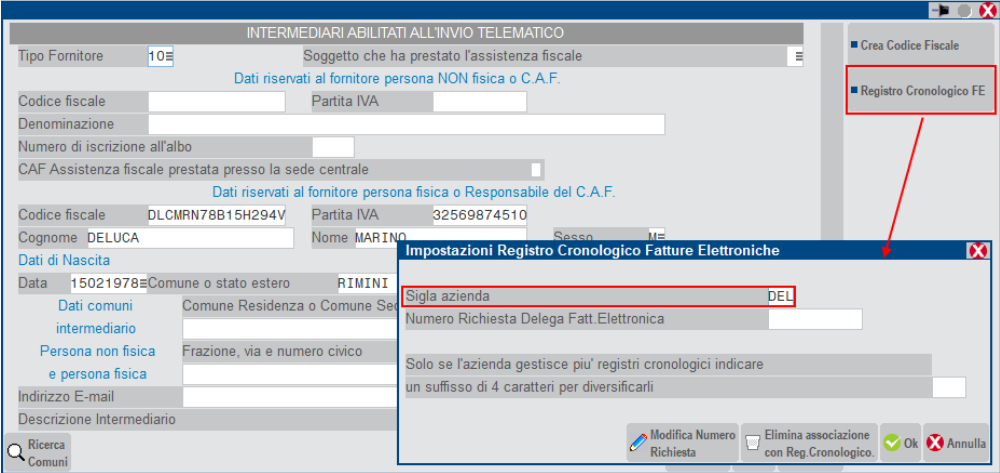 INTERMEDIARI ABILITATI ALL'INVIO TELEMATICO
Tipo Fornitore 10 Soggetto che ha prestato l'assistenza fiscale
Dati riservati al fornitore persona NON fisica o C.A.F.
Codice fiscale Partita IVA
Denominazione
Numero di iscrizione all'albo
CAF Assistenza fiscale prestata presso la sede centrale
Dati riservati al fornitore persona fisica o Responsabile del C.A.F.
Codice fiscale DLCMRN78B15H294V Partita IVA 32569874510
Cognome DELUCA Nome MARINO Sesso M
Dati di Nascita
Data 15021978 Comune o stato estero RIMINI
Dati comuni Comune Residenza o Comune Sed
intermediario
Persona non fisica Frazione, via e numero civico
e persona fisica
Indirizzo E-mail
Descrizione Intermediario
Ricerca
Comuni
Crea Codice Fiscale
Registro Cronologico FE
Impostazioni Registro Cronologico Fatture Elettroniche
Sigla azienda DEL
Numero Richiesta Delega Fatt.Elettronica
Solo se l'azienda gestisce piu' registri cronologici indicare
un suffisso di 4 caratteri per diversificarli
Modifica Numero
Richiesta
Elimina associazione
con Reg.Cronologico.
Ok
Annulla